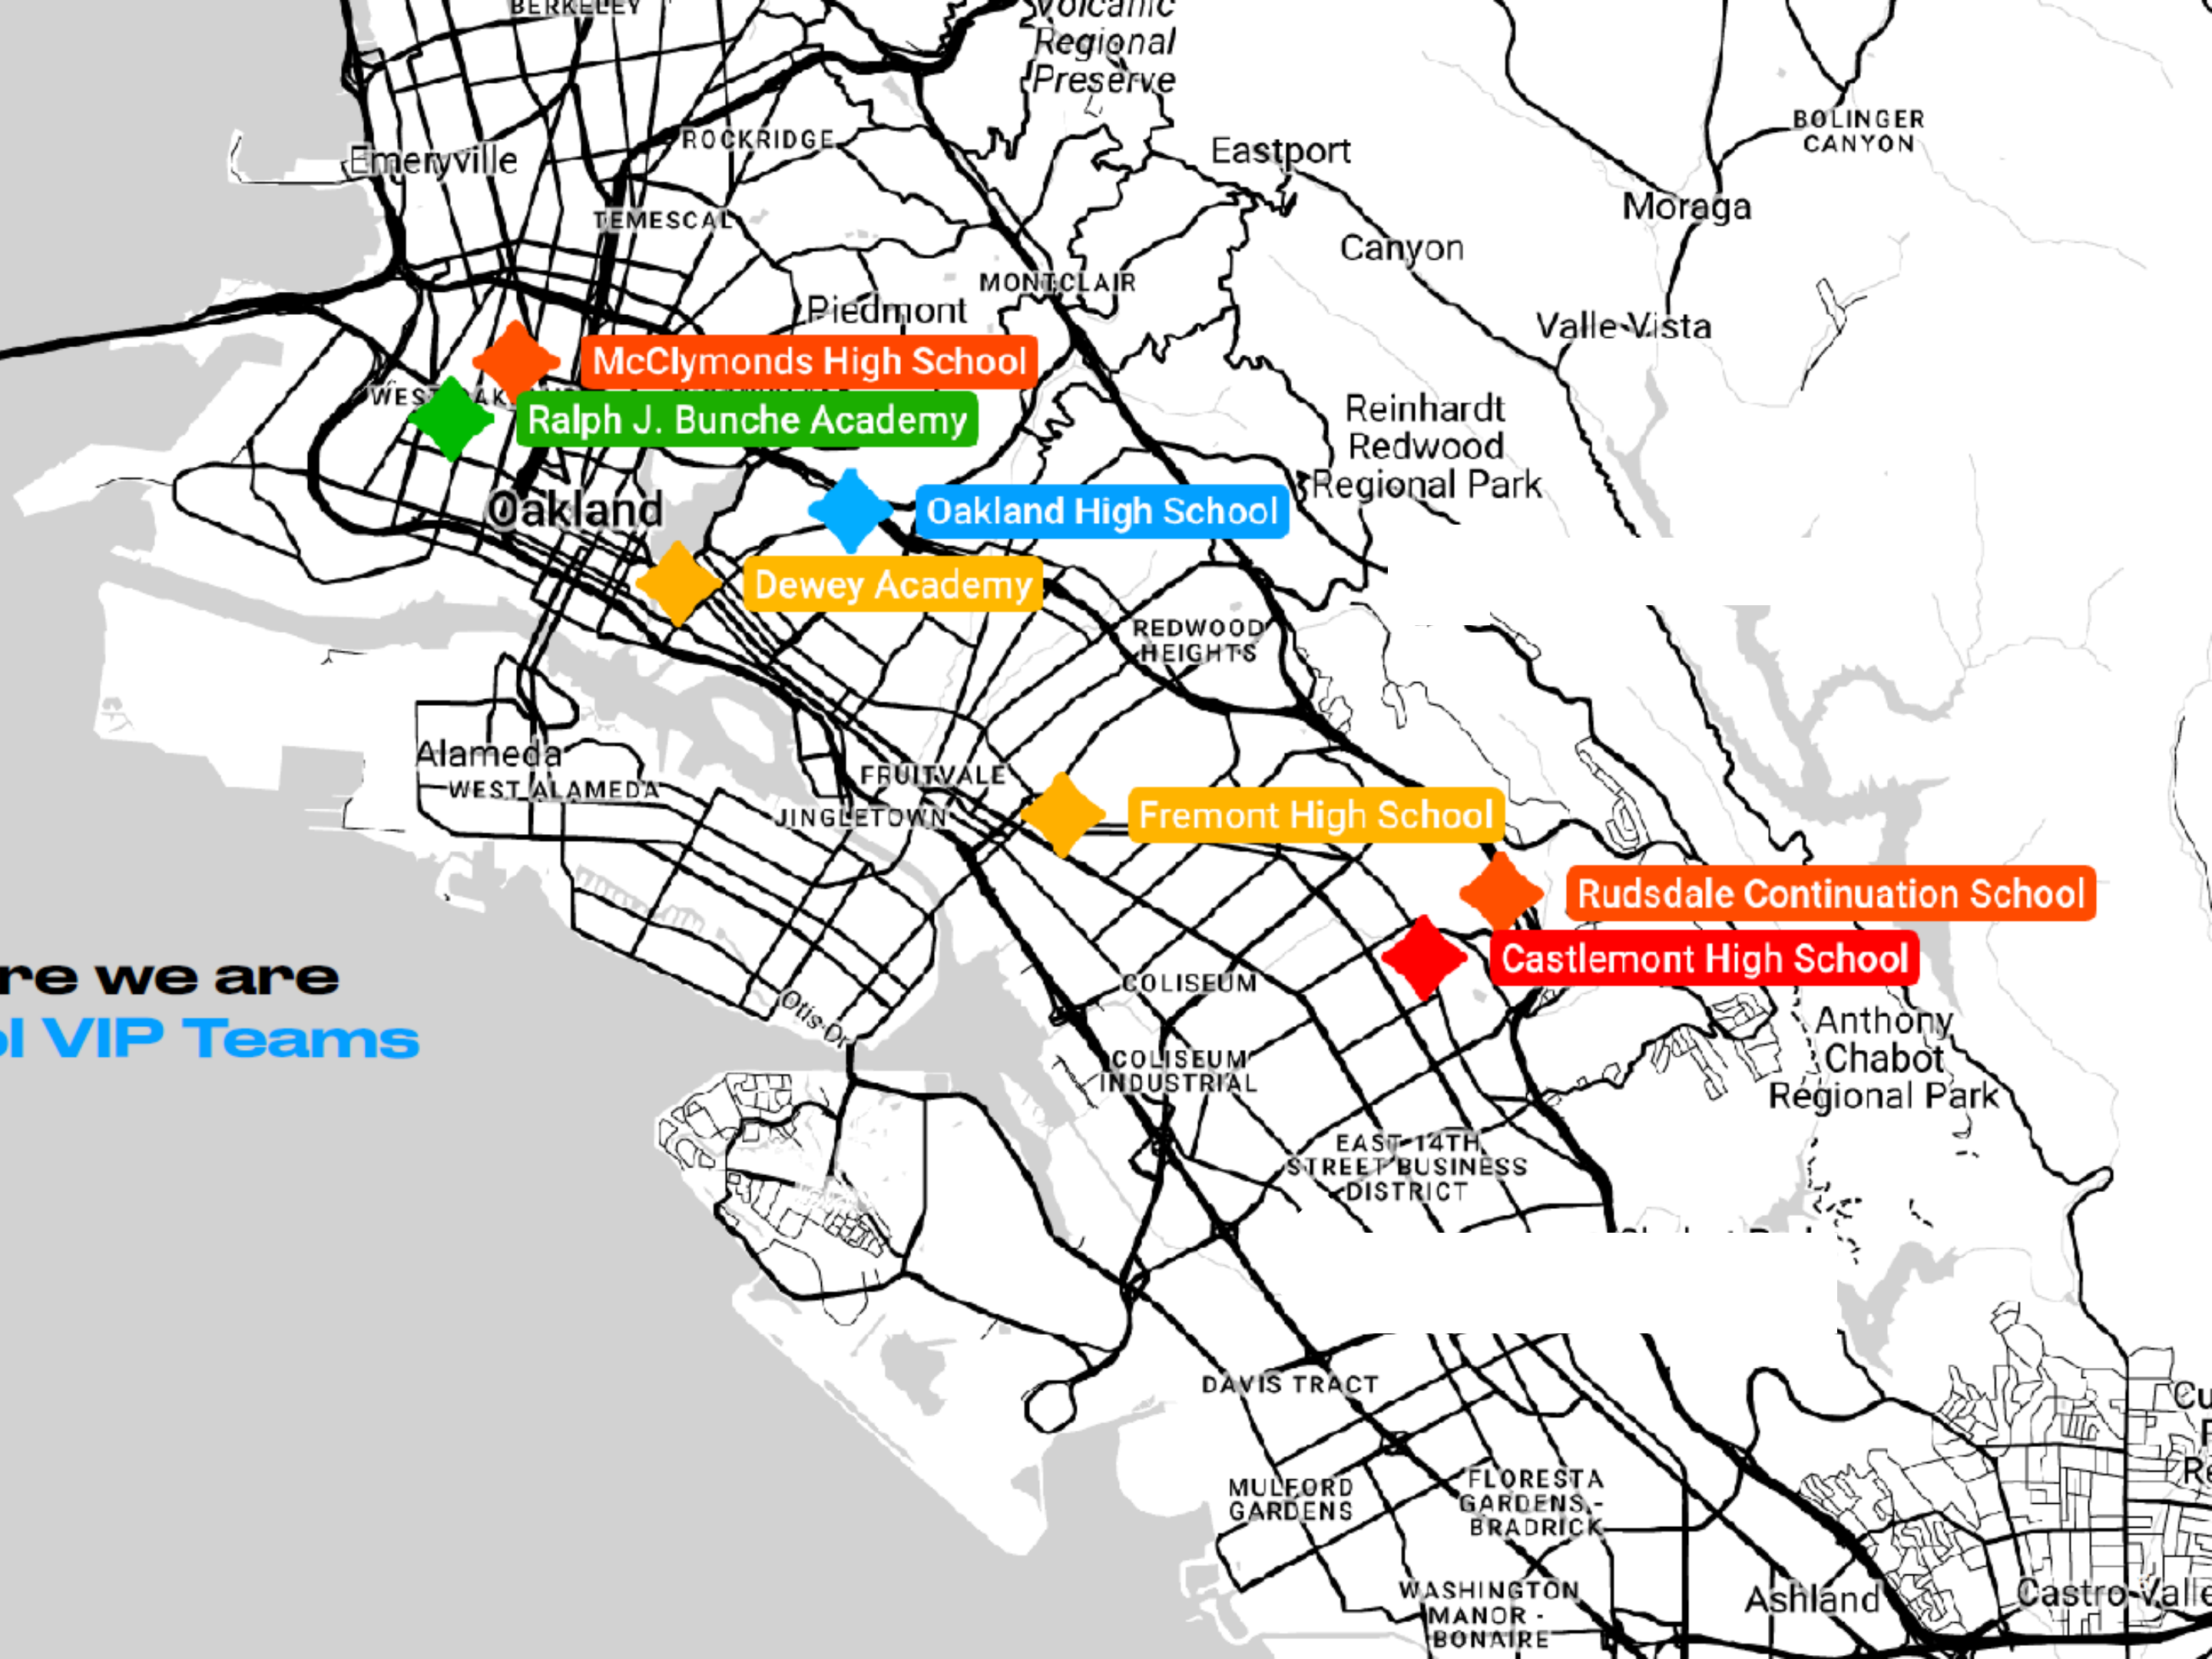 BERKELEY
Volcanic
Regional
Preserve
BOLINGER
CANYON
ROCKRIDGE
Emeryville
Eastport
TEMESCAL
Moraga
Canyon
MONTCLAIR
Piedmont
Valle Vista
McClymonds High School
Ralph J. Bunche Academy
Reinhardt
Redwood
Regional Park
Oakland
Oakland High School
Dewey Academy
REDWOOD
HEIGHTS
Alameda
WEST ALAMEDA
FRUITVALE
JINGLETOWN
Fremont High School
Rudsdale Continuation School
Castlemont High School
re we are
ol VIP Teams
COLISEUM
Otis Dr
Anthony
Chabot
Regional Park
COLISEUM
INDUSTRIAL
EAST 14TH
STREET BUSINESS
DISTRICT
DAVIS TRACT
MULFORD
GARDENS
FLORESTA
GARDENS -
BRADRICK
WASHINGTON
MANOR -
BONAIRE
Ashland
Castro Valle